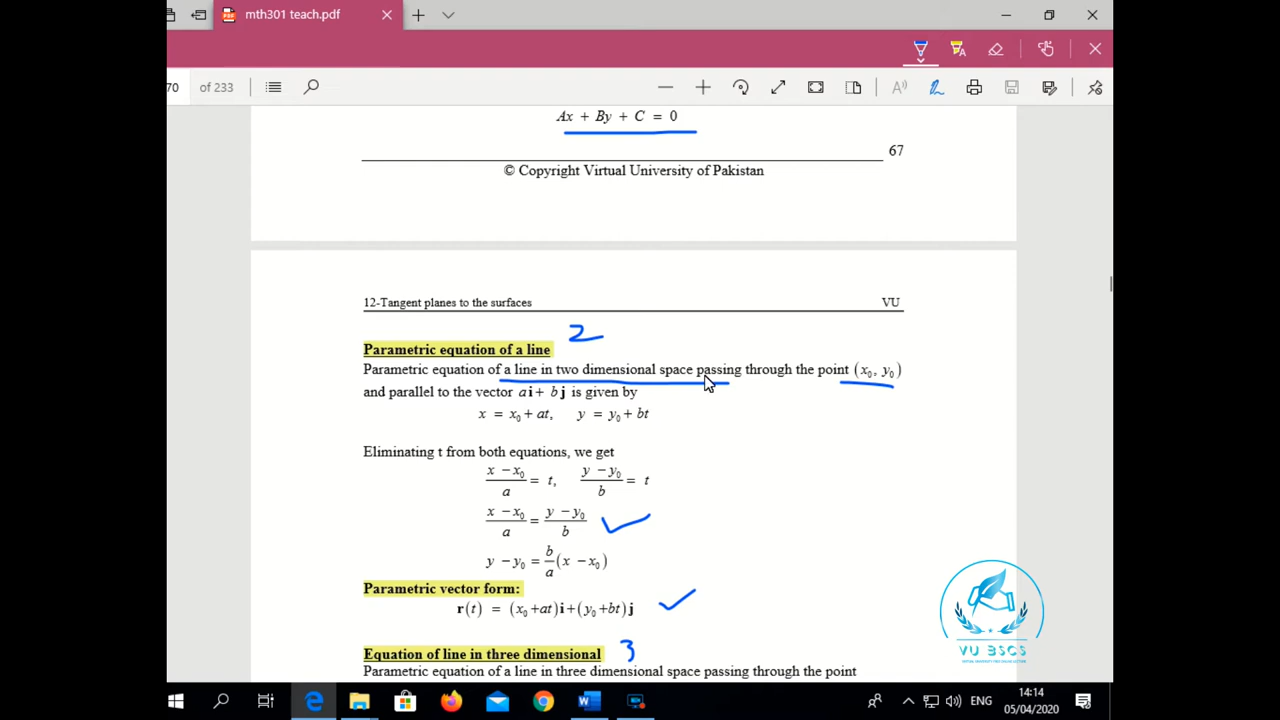 mth301 teach.pdf
70 of 233
Ax + By + C = 0
67
© Copyright Virtual University of Pakistan
12-Tangent planes to the surfaces VU
2
Parametric equation of a line
Parametric equation of a line in two dimensional space passing through the point (x₀, y₀)
and parallel to the vector ai + bj is given by
x = x₀ + at, y = y₀ + bt
Eliminating t from both equations, we get
(x − x₀)/a = t, (y − y₀)/b = t
(x − x₀)/a = (y − y₀)/b
y − y₀ = b/a (x − x₀)
Parametric vector form:
r(t) = (x₀+at)i+(y₀+bt)j
Equation of line in three dimensional 3
Parametric equation of a line in three dimensional space passing through the point
VU BSCS
ENG
14:14
05/04/2020